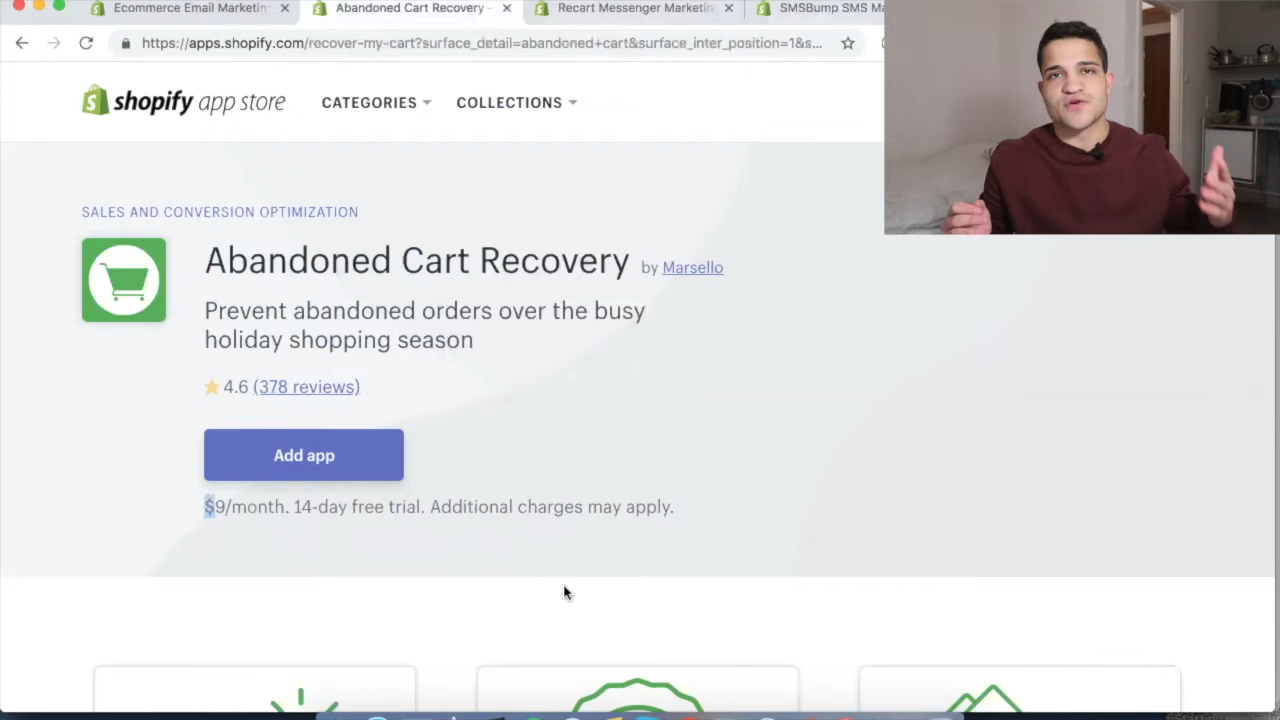 Ecommerce Email Marketin
Abandoned Cart Recovery –
Recart Messenger Marketin
SMSBump SMS Ma
https://apps.shopify.com/recover-my-cart?surface_detail=abandoned+cart&surface_inter_position=1&s...
shopify app store
CATEGORIES
COLLECTIONS
SALES AND CONVERSION OPTIMIZATION
Abandoned Cart Recovery by Marsello
Prevent abandoned orders over the busy
holiday shopping season
4.6 (378 reviews)
Add app
$9/month. 14-day free trial. Additional charges may apply.